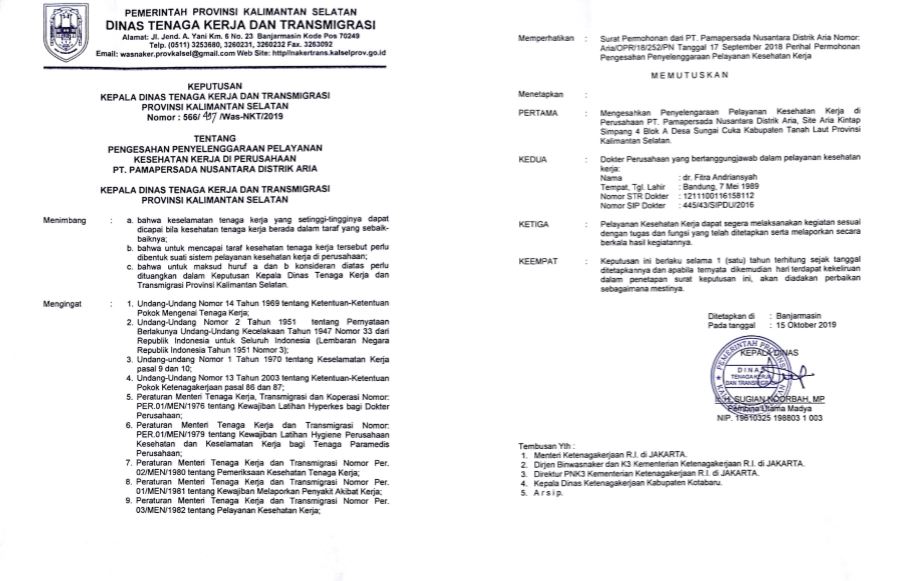 PEMERINTAH PROVINSI KALIMANTAN SELATAN
DINAS TENAGA KERJA DAN TRANSMIGRASI
Alamat: Jl. Jend. A. Yani Km. 5 No. 23 Banjarmasin Kode Pos 70249
Telp. (0511) 3253680, 3260231, 3260232 Fax. 3263092
Email: wasnaker.provkalsel@gmail.com Web Site: http//nakertrans.kalselprov.go.id
KEPUTUSAN
KEPALA DINAS TENAGA KERJA DAN TRANSMIGRASI
PROVINSI KALIMANTAN SELATAN
Nomor : 566/ /Was-NKT/2019
TENTANG
PENGESAHAN PENYELENGGARAAN PELAYANAN
KESEHATAN KERJA DI PERUSAHAAN
PT. PAMAPERSADA NUSANTARA DISTRIK ARIA
KEPALA DINAS TENAGA KERJA DAN TRANSMIGRASI
PROVINSI KALIMANTAN SELATAN
Menimbang : a. bahwa keselamatan tenaga kerja yang setinggi-tingginya dapat
dicapai bila kesehatan tenaga kerja berada dalam taraf yang sebaik-
baiknya;
b. bahwa untuk mencapai taraf kesehatan tenaga kerja tersebut perlu
dibentuk suati sistem pelayanan kesehatan kerja di perusahaan;
c. bahwa untuk maksud huruf a dan b konsideran diatas perlu
dituangkan dalam Keputusan Kepala Dinas Tenaga Kerja dan
Transmigrasi Provinsi Kalimantan Selatan.
Mengingat : 1. Undang-Undang Nomor 14 Tahun 1969 tentang Ketentuan-Ketentuan
Pokok Mengenai Tenaga Kerja;
2. Undang-Undang Nomor 2 Tahun 1951 tentang Pernyataan
Berlakunya Undang-Undang Kecelakaan Tahun 1947 Nomor 33 dari
Republik Indonesia untuk Seluruh Indonesia (Lembaran Negara
Republik Indonesia Tahun 1951 Nomor 3);
3. Undang-undang Nomor 1 Tahun 1970 tentang Keselamatan Kerja
pasal 9 dan 10;
4. Undang-Undang Nomor 13 Tahun 2003 tentang Ketentuan-Ketentuan
Pokok Ketenagakerjaan pasal 86 dan 87;
5. Peraturan Menteri Tenaga Kerja, Transmigrasi dan Koperasi Nomor:
PER.01/MEN/1976 tentang Kewajiban Latihan Hyperkes bagi Dokter
Perusahaan;
6. Peraturan Menteri Tenaga Kerja dan Transmigrasi Nomor:
PER.01/MEN/1979 tentang Kewajiban Latihan Hygiene Perusahaan
Kesehatan dan Keselamatan Kerja bagi Tenaga Paramedis
Perusahaan;
7. Peraturan Menteri Tenaga Kerja dan Transmigrasi Nomor Per.
02/MEN/1980 tentang Pemeriksaan Kesehatan Tenaga Kerja;
8. Peraturan Menteri Tenaga Kerja dan Transmigrasi Nomor Per.
01/MEN/1981 tentang Kewajiban Melaporkan Penyakit Akibat Kerja;
9. Peraturan Menteri Tenaga Kerja dan Transmigrasi Nomor Per.
03/MEN/1982 tentang Pelayanan Kesehatan Kerja;
Memperhatikan : Surat Permohonan dari PT. Pamapersada Nusantara Distrik Aria Nomor:
Aria/OPR/18/252/PN Tanggal 17 September 2018 Perihal Permohonan
Pengesahan Penyelenggaraan Pelayanan Kesehatan Kerja
M E M U T U S K A N
Menetapkan :
PERTAMA : Mengesahkan Penyelengaraan Pelayanan Kesehatan Kerja di
Perusahaan PT. Pamapersada Nusantara Distrik Aria, Site Aria Kintap
Simpang 4 Blok A Desa Sungai Cuka Kabupaten Tanah Laut Provinsi
Kalimantan Selatan.
KEDUA : Dokter Perusahaan yang bertanggungjawab dalam pelayanan kesehatan
kerja:
Nama : dr. Fitra Andriansyah
Tempat, Tgl. Lahir : Bandung, 7 Mei 1989
Nomor STR Dokter : 1211100116158112
Nomor SIP Dokter : 445/43/SIPDU/2016
KETIGA : Pelayanan Kesehatan Kerja dapat segera melaksanakan kegiatan sesuai
dengan tugas dan fungsi yang telah ditetapkan serta melaporkan secara
berkala hasil kegiatannya.
KEEMPAT : Keputusan ini berlaku selama 1 (satu) tahun terhitung sejak tanggal
ditetapkannya dan apabila ternyata dikemudian hari terdapat kekeliruan
dalam penetapan surat keputusan ini, akan diadakan perbaikan
sebagaimana mestinya.
Ditetapkan di : Banjarmasin
Pada tanggal : 15 Oktober 2019
KEPALA DINAS
DINAS
TENAGA KERJA
DAN TRANSMIGRASI
H. SUGIAN NOORBAH, MP
Pembina Utama Madya
NIP. 19610325 198803 1 003
Tembusan Yth :
1. Menteri Ketenagakerjaan R.I. di JAKARTA.
2. Dirjen Binwasnaker dan K3 Kementerian Ketenagakerjaan R.I. di JAKARTA.
3. Direktur PNK3 Kementerian Ketenagakerjaan R.I. di JAKARTA.
4. Kepala Dinas Ketenagakerjaan Kabupaten Kotabaru.
5. A r s i p.